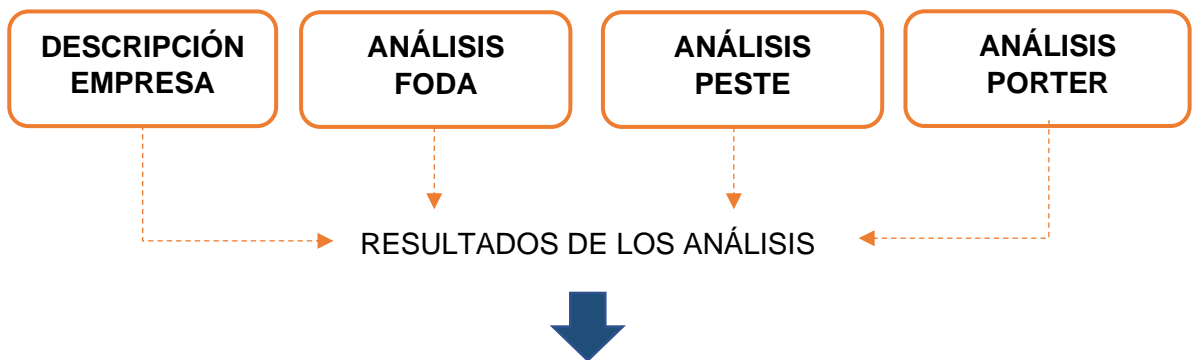 DESCRIPCIÓN
EMPRESA
ANÁLISIS
FODA
ANÁLISIS
PESTE
ANÁLISIS
PORTER
RESULTADOS DE LOS ANÁLISIS